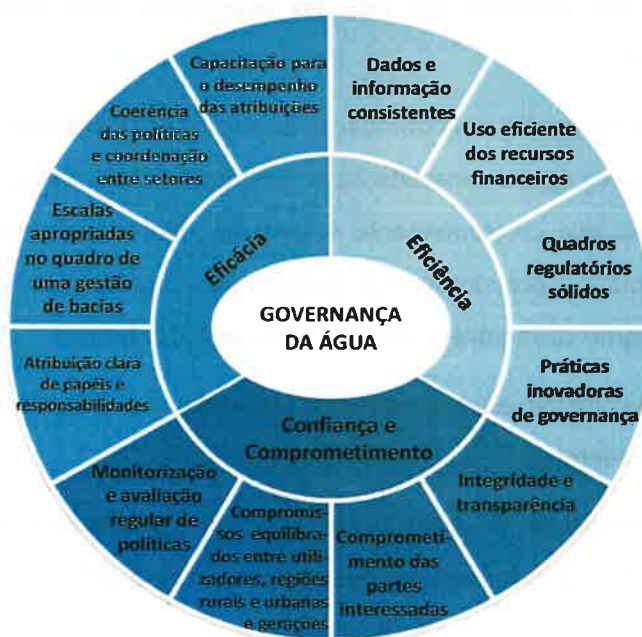 Capacitação para
o desempenho
das atribuições
Dados e
informação
consistentes
Uso eficiente
dos recursos
financeiros
Quadros
regulatórios
sólidos
Práticas
inovadoras
de governança
Integridade e
transparência
Comprometi-
mento das
partes
interessadas
Compromis-
sos equilibra-
dos entre utili-
zadores, regiões
rurais e urbanas
e gerações
Monitorização
e avaliação
regular de
políticas
Atribuição clara
de papéis e
responsabilidades
Escalas
apropriadas
no quadro de
uma gestão
de bacias
Coerência
das políticas
e coordenação
entre setores
Eficácia
Eficiência
Confiança e
Comprometimento
GOVERNANÇA
DA ÁGUA